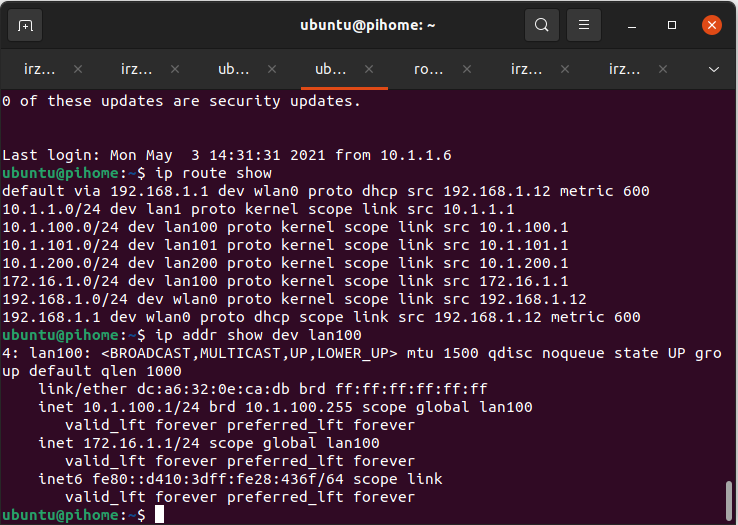 ubuntu@pihome: ~
irz... × irz... × ub... × ub... × ro... × irz... × irz... ×
0 of these updates are security updates.
Last login: Mon May  3 14:31:31 2021 from 10.1.1.6
ubuntu@pihome:~$ ip route show
default via 192.168.1.1 dev wlan0 proto dhcp src 192.168.1.12 metric 600
10.1.1.0/24 dev lan1 proto kernel scope link src 10.1.1.1
10.1.100.0/24 dev lan100 proto kernel scope link src 10.1.100.1
10.1.101.0/24 dev lan101 proto kernel scope link src 10.1.101.1
10.1.200.0/24 dev lan200 proto kernel scope link src 10.1.200.1
172.16.1.0/24 dev lan100 proto kernel scope link src 172.16.1.1
192.168.1.0/24 dev wlan0 proto kernel scope link src 192.168.1.12
192.168.1.1 dev wlan0 proto dhcp scope link src 192.168.1.12 metric 600
ubuntu@pihome:~$ ip addr show dev lan100
4: lan100: <BROADCAST,MULTICAST,UP,LOWER_UP> mtu 1500 qdisc noqueue state UP gro
up default qlen 1000
    link/ether dc:a6:32:0e:ca:db brd ff:ff:ff:ff:ff:ff
    inet 10.1.100.1/24 brd 10.1.100.255 scope global lan100
       valid_lft forever preferred_lft forever
    inet 172.16.1.1/24 scope global lan100
       valid_lft forever preferred_lft forever
    inet6 fe80::d410:3dff:fe28:436f/64 scope link
       valid_lft forever preferred_lft forever
ubuntu@pihome:~$